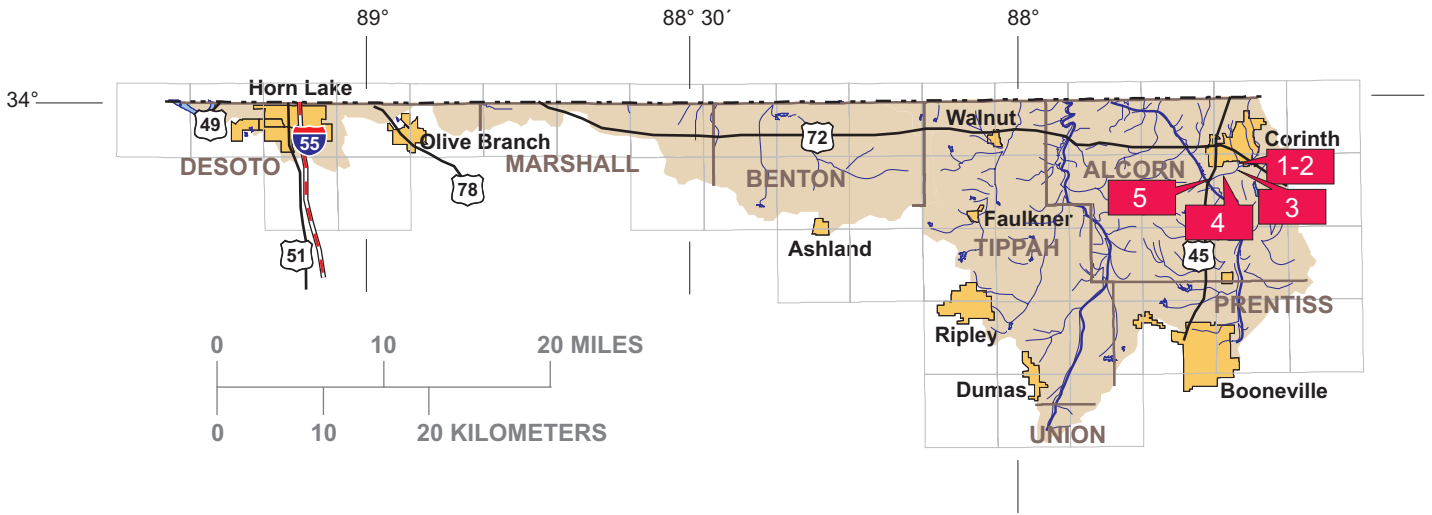 89°
88° 30´
88°
34°
Horn Lake
49
55
Olive Branch
DESOTO
MARSHALL
78
51
72
BENTON
Walnut
ALCORN
Corinth
1-2
5
4
3
Faulkner
Ashland
TIPPAH
45
PRENTISS
Ripley
Dumas
Booneville
UNION
0 10 20 MILES
0 10 20 KILOMETERS